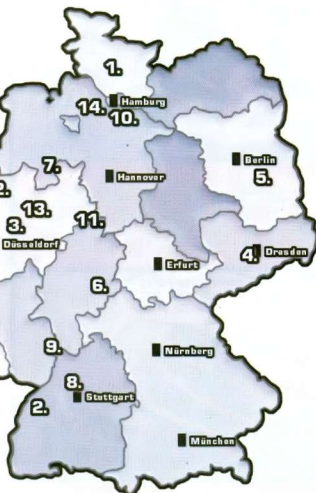 1.
14.
Hamburg
10.
Berlin
5.
7.
Hannover
2.
13.
3.
11.
Düsseldorf
4.
Dresden
Erfurt
6.
9.
Nürnberg
8.
Stuttgart
2.
München